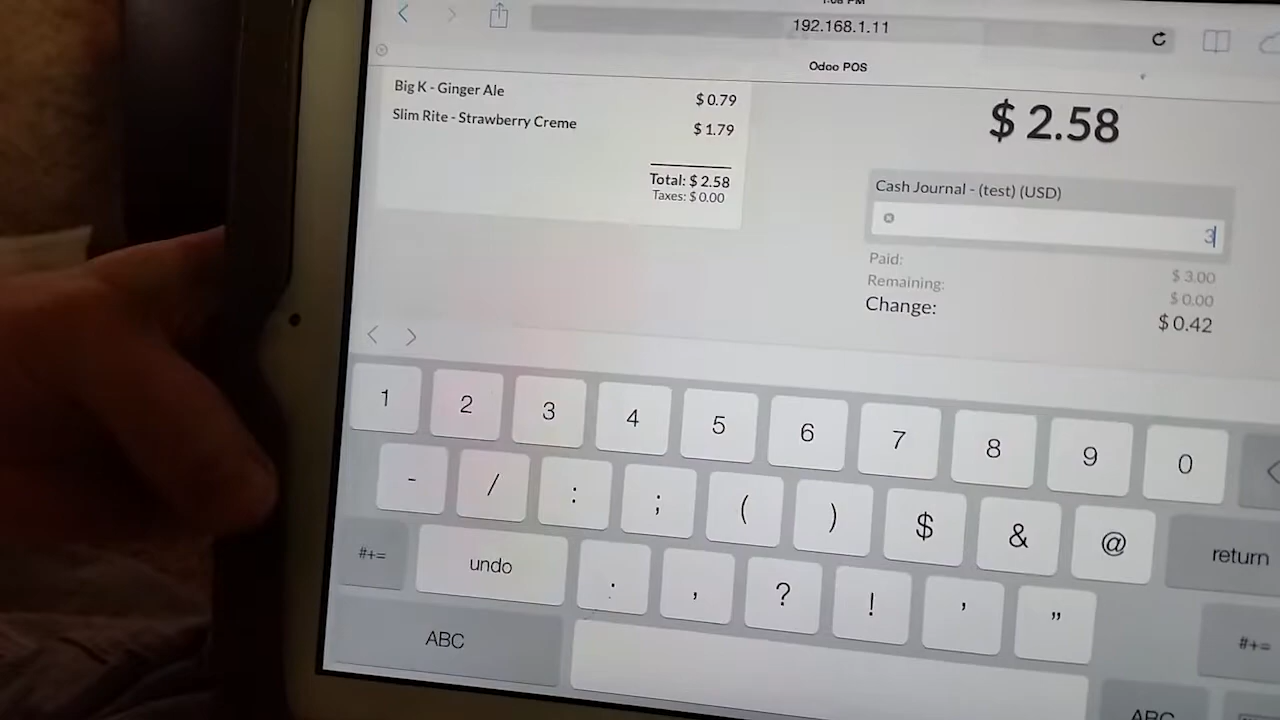 192.168.1.11
Odoo POS
Big K - Ginger Ale $ 0.79
Slim Rite - Strawberry Creme $ 1.79
Total: $ 2.58
Taxes: $ 0.00
$ 2.58
Cash Journal - (test) (USD)
3
Paid: $ 3.00
Remaining: $ 0.00
Change: $ 0.42
1 2 3 4 5 6 7 8 9 0
- / : ; ( ) $ & @ return
#+= undo . , ? ! ' " #+=
ABC ABC